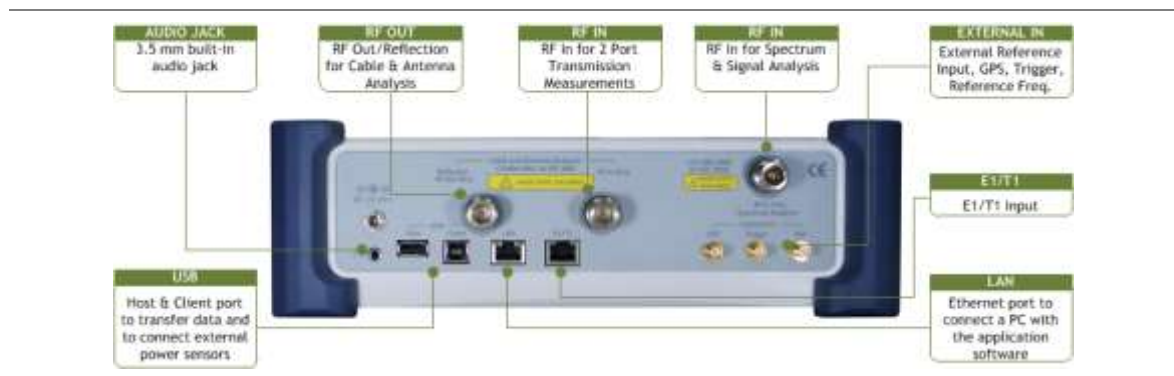 AUDIO JACK
3.5 mm built-in
audio jack
RF OUT
RF Out/Reflection
for Cable & Antenna
Analysis
RF IN
RF In for 2 Port
Transmission
Measurements
RF IN
RF In for Spectrum
& Signal Analysis
EXTERNAL IN
External Reference
Input, GPS, Trigger,
Reference Freq.
E1/T1
E1/T1 Input
USB
Host & Client port
to transfer data and
to connect external
power sensors
LAN
Ethernet port to
connect a PC with
the application
software
CE